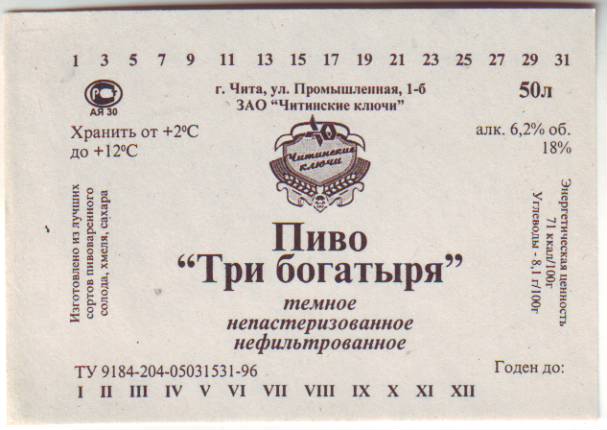 1 3 5 7 9 11 13 15 17 19 21 23 25 27 29 31
АЯ 30
г. Чита, ул. Промышленная, 1-б
ЗАО "Читинские ключи"
50л
Хранить от +2°С
до +12°С
алк. 6,2% об.
18%
Читинские
ключи
Изготовлено из лучших
сортов пивоваренного
солода, хмеля, сахара
Энергетическая ценность
71 ккал/100г
Углеводы - 8,1 г/100г
Пиво
"Три богатыря"
темное
непастеризованное
нефильтрованное
ТУ 9184-204-05031531-96
Годен до:
I II III IV V VI VII VIII IX X XI XII